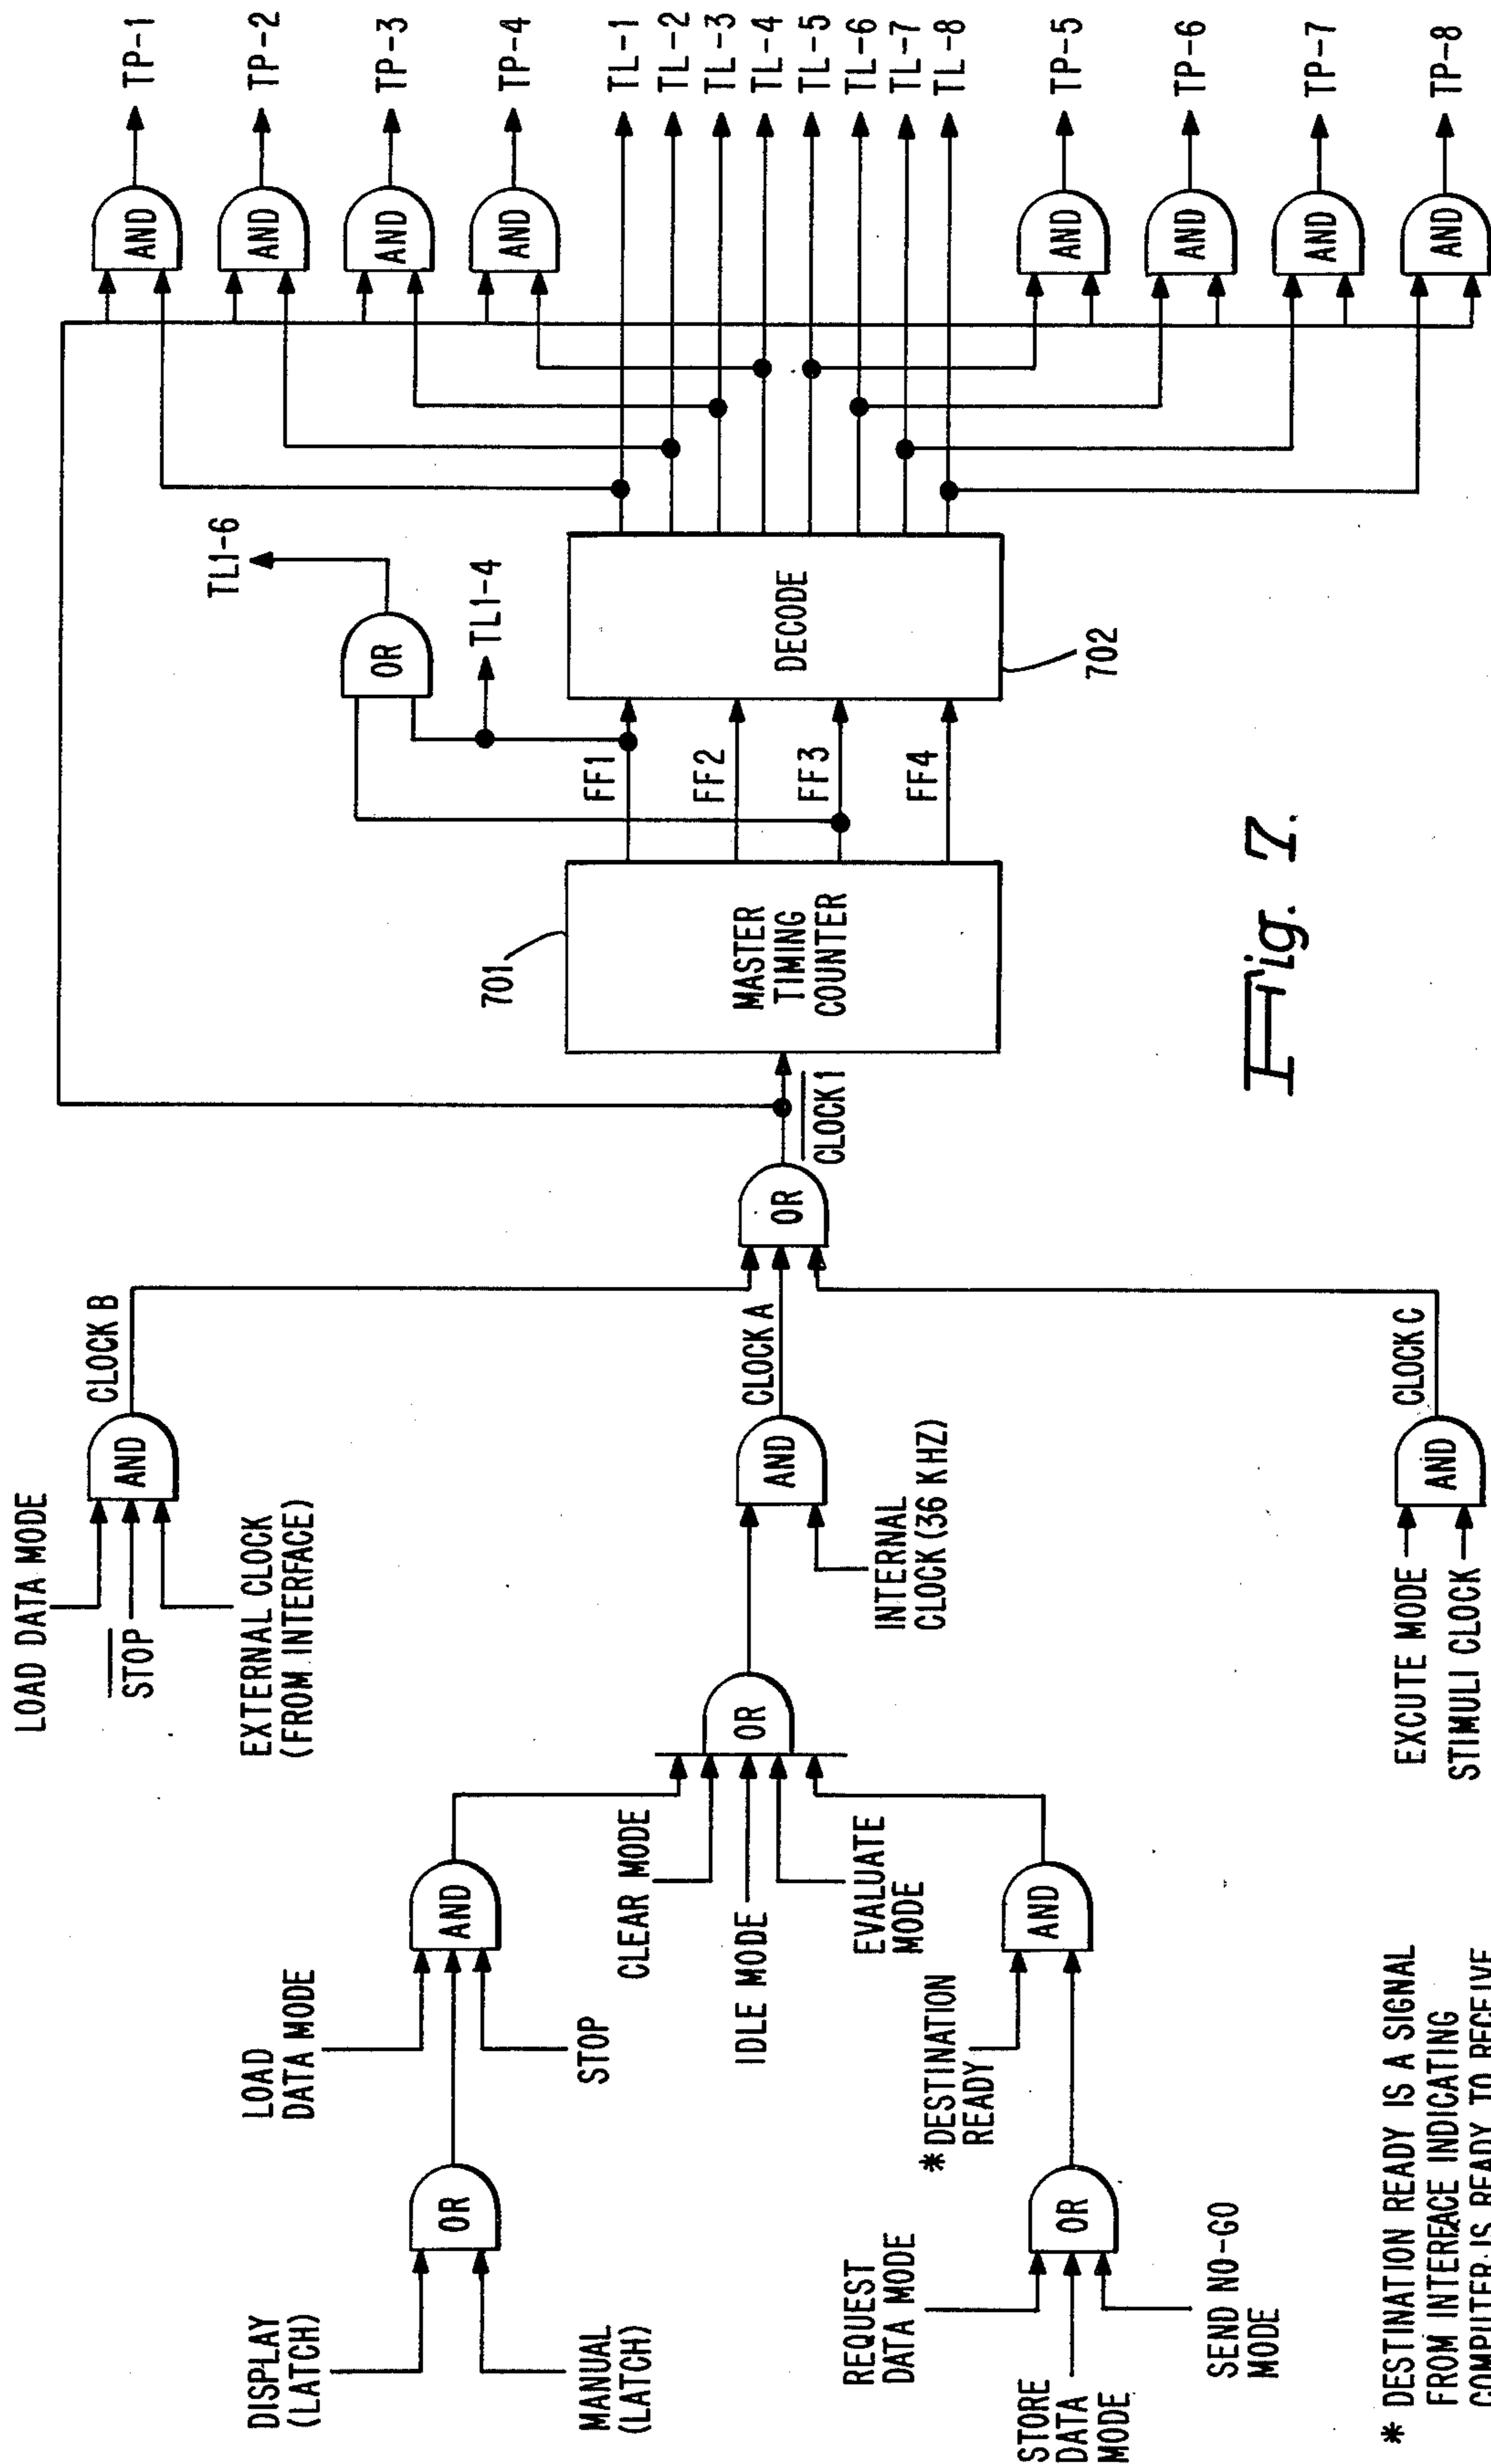 LOAD DATA MODE
STOP
EXTERNAL CLOCK
(FROM INTERFACE)
AND
CLOCK B
DISPLAY
(LATCH)
MANUAL
(LATCH)
OR
LOAD
DATA MODE
STOP
AND
CLEAR MODE
IDLE MODE
EVALUATE
MODE
OR
INTERNAL
CLOCK (36 KHZ)
AND
CLOCK A
REQUEST
DATA MODE
STORE
DATA
MODE
SEND NO-GO
MODE
OR
* DESTINATION
READY
AND
EXCUTE MODE
STIMULI CLOCK
AND
CLOCK C
OR
CLOCK 1
701
MASTER
TIMING
COUNTER
FF1
FF2
FF3
FF4
OR
TL1-6
TL1-4
DECODE
702
AND
TP-1
AND
TP-2
AND
TP-3
AND
TP-4
TL-1
TL-2
TL-3
TL-4
TL-5
TL-6
TL-7
TL-8
AND
TP-5
AND
TP-6
AND
TP-7
AND
TP-8
* DESTINATION READY IS A SIGNAL
FROM INTERFACE INDICATING
COMPUTER IS READY TO RECEIVE
Fig. 7.